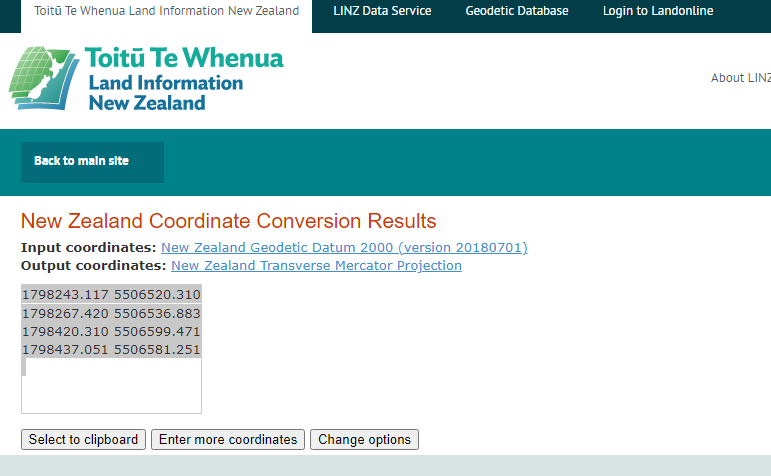 Toitū Te Whenua Land Information New Zealand
LINZ Data Service
Geodetic Database
Login to Landonline
Toitū Te Whenua
Land Information
New Zealand
About LINZ
Back to main site
New Zealand Coordinate Conversion Results
Input coordinates: New Zealand Geodetic Datum 2000 (version 20180701)
Output coordinates: New Zealand Transverse Mercator Projection
1798243.117 5506520.310
1798267.420 5506536.883
1798420.310 5506599.471
1798437.051 5506581.251
Select to clipboard
Enter more coordinates
Change options